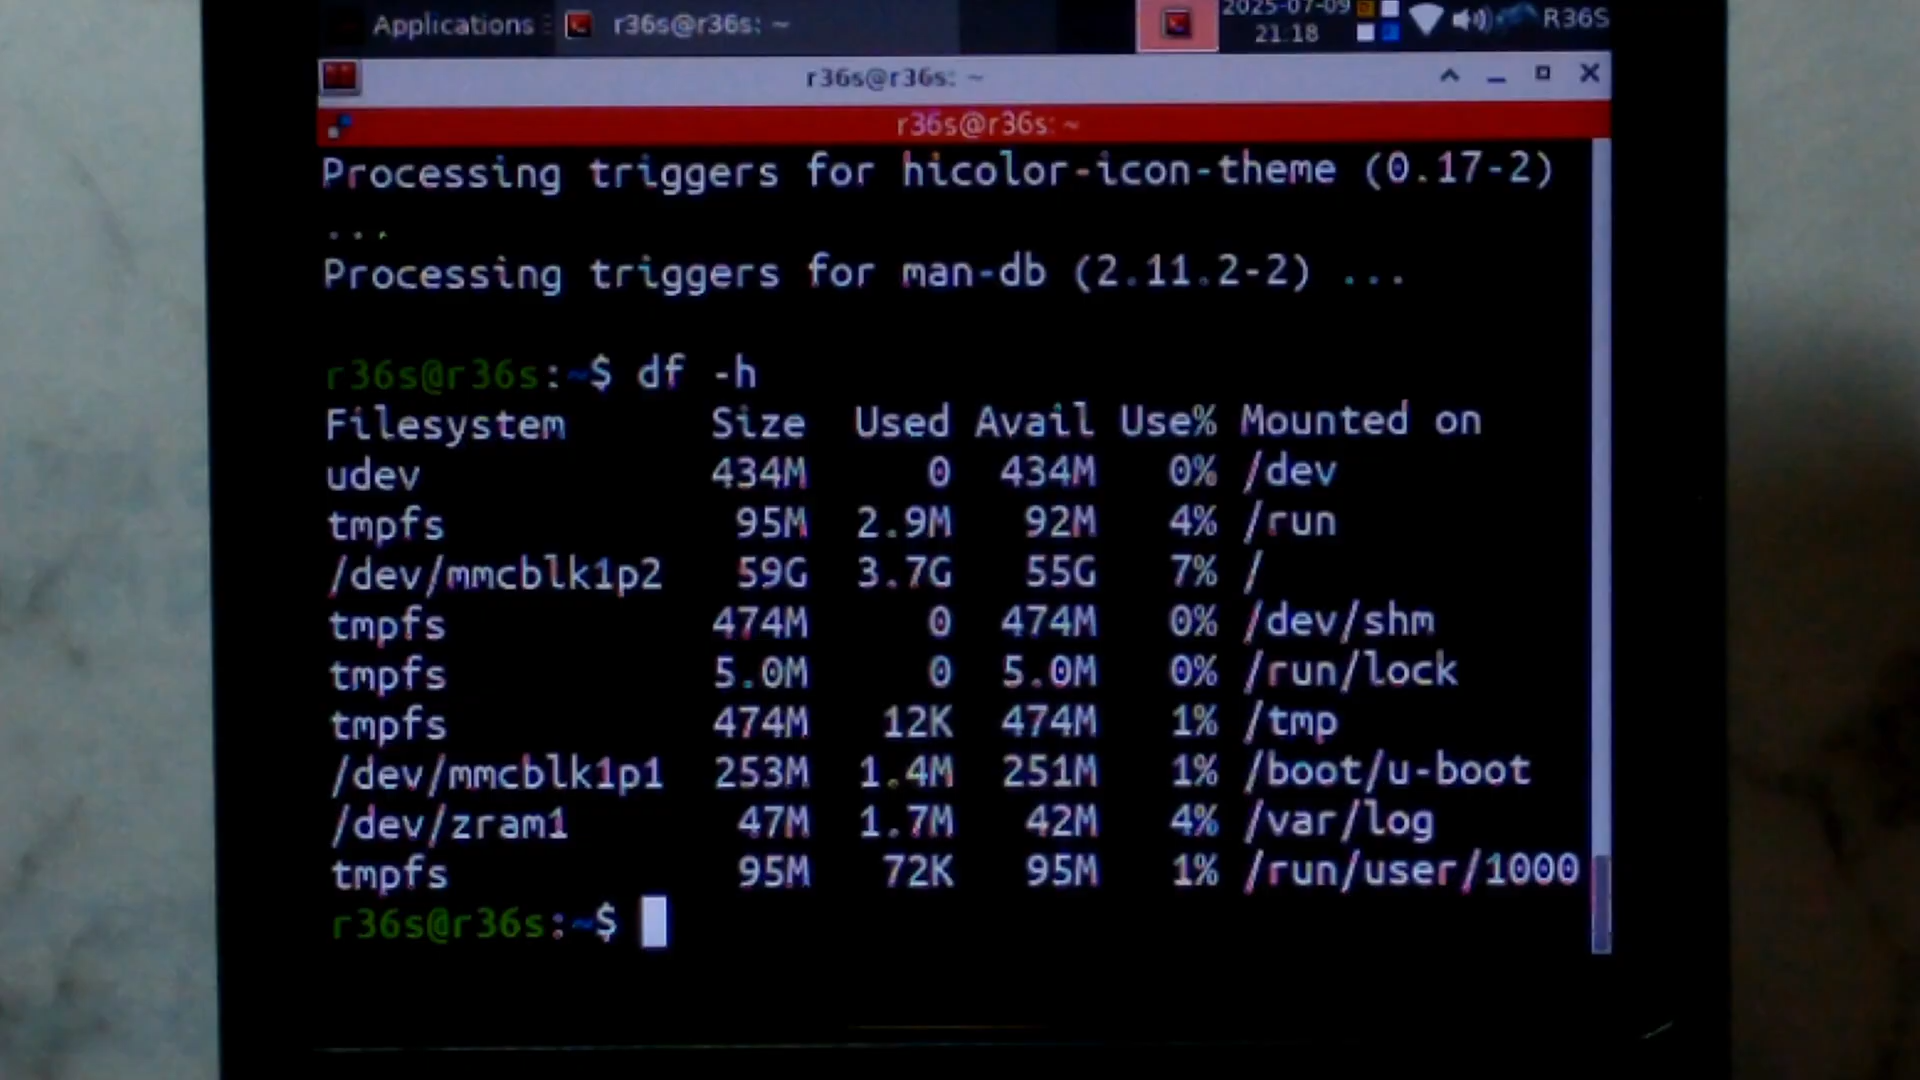 Applications
r36s@r36s: ~
2025-07-09
21:18
R36S
r36s@r36s: ~
r36s@r36s: ~
Processing triggers for hicolor-icon-theme (0.17-2)
...
Processing triggers for man-db (2.11.2-2) ...
r36s@r36s:~$ df -h
Filesystem Size Used Avail Use% Mounted on
udev 434M 0 434M 0% /dev
tmpfs 95M 2.9M 92M 4% /run
/dev/mmcblk1p2 59G 3.7G 55G 7% /
tmpfs 474M 0 474M 0% /dev/shm
tmpfs 5.0M 0 5.0M 0% /run/lock
tmpfs 474M 12K 474M 1% /tmp
/dev/mmcblk1p1 253M 1.4M 251M 1% /boot/u-boot
/dev/zram1 47M 1.7M 42M 4% /var/log
tmpfs 95M 72K 95M 1% /run/user/1000
r36s@r36s:~$